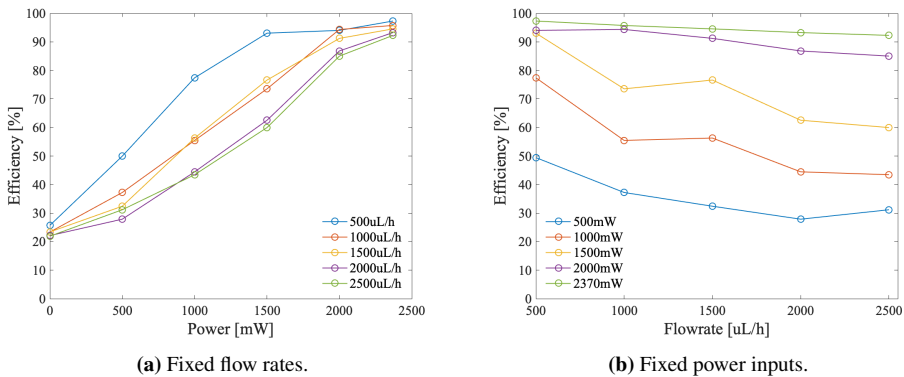 100
90
80
70
60
50
40
30
20
10
0
Efficiency [%]
500uL/h
1000uL/h
1500uL/h
2000uL/h
2500uL/h
0 500 1000 1500 2000 2500
Power [mW]
(a) Fixed flow rates.
100
90
80
70
60
50
40
30
20
10
0
Efficiency [%]
500mW
1000mW
1500mW
2000mW
2370mW
500 1000 1500 2000 2500
Flowrate [uL/h]
(b) Fixed power inputs.